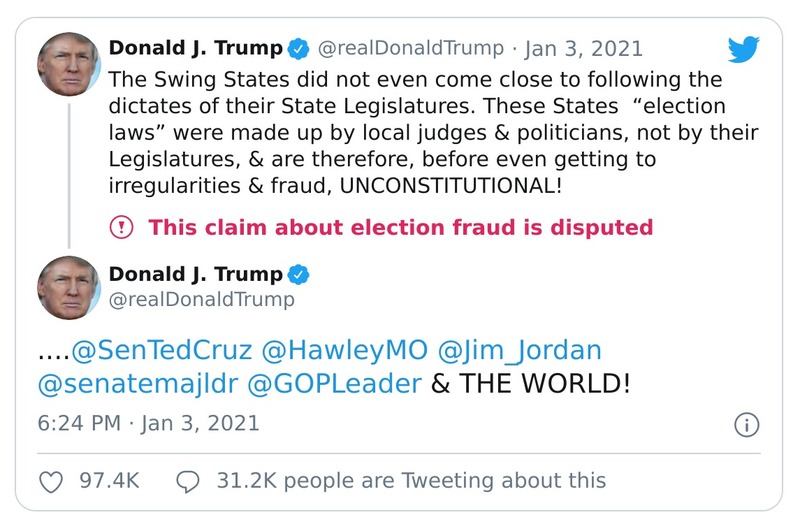 Donald J. Trump @realDonaldTrump · Jan 3, 2021
The Swing States did not even come close to following the
dictates of their State Legislatures. These States  “election
laws” were made up by local judges & politicians, not by their
Legislatures, & are therefore, before even getting to
irregularities & fraud, UNCONSTITUTIONAL!
This claim about election fraud is disputed
Donald J. Trump
@realDonaldTrump
....@SenTedCruz @HawleyMO @Jim_Jordan
@senatemajldr @GOPLeader & THE WORLD!
6:24 PM · Jan 3, 2021
97.4K 31.2K people are Tweeting about this